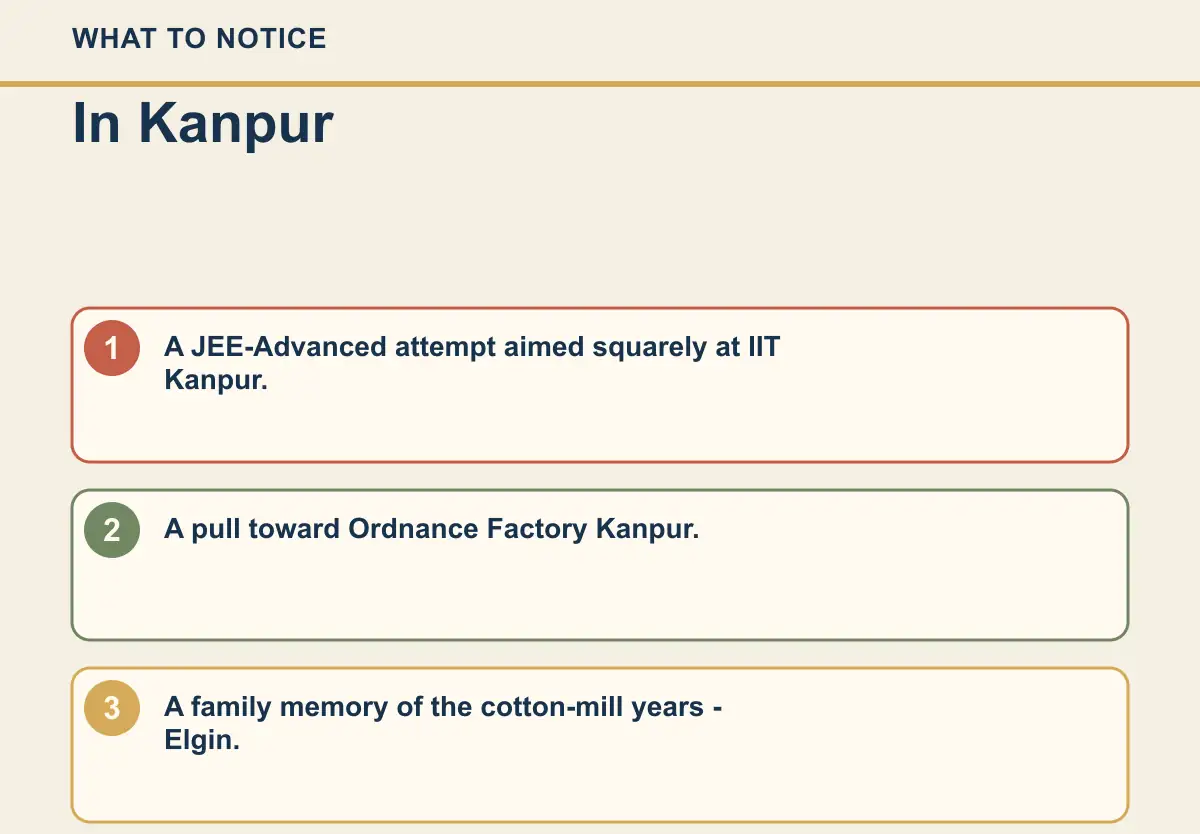 WHAT TO NOTICE
In Kanpur
1
A JEE-Advanced attempt aimed squarely at IIT
Kanpur.
2
A pull toward Ordnance Factory Kanpur.
3
A family memory of the cotton-mill years -
Elgin.